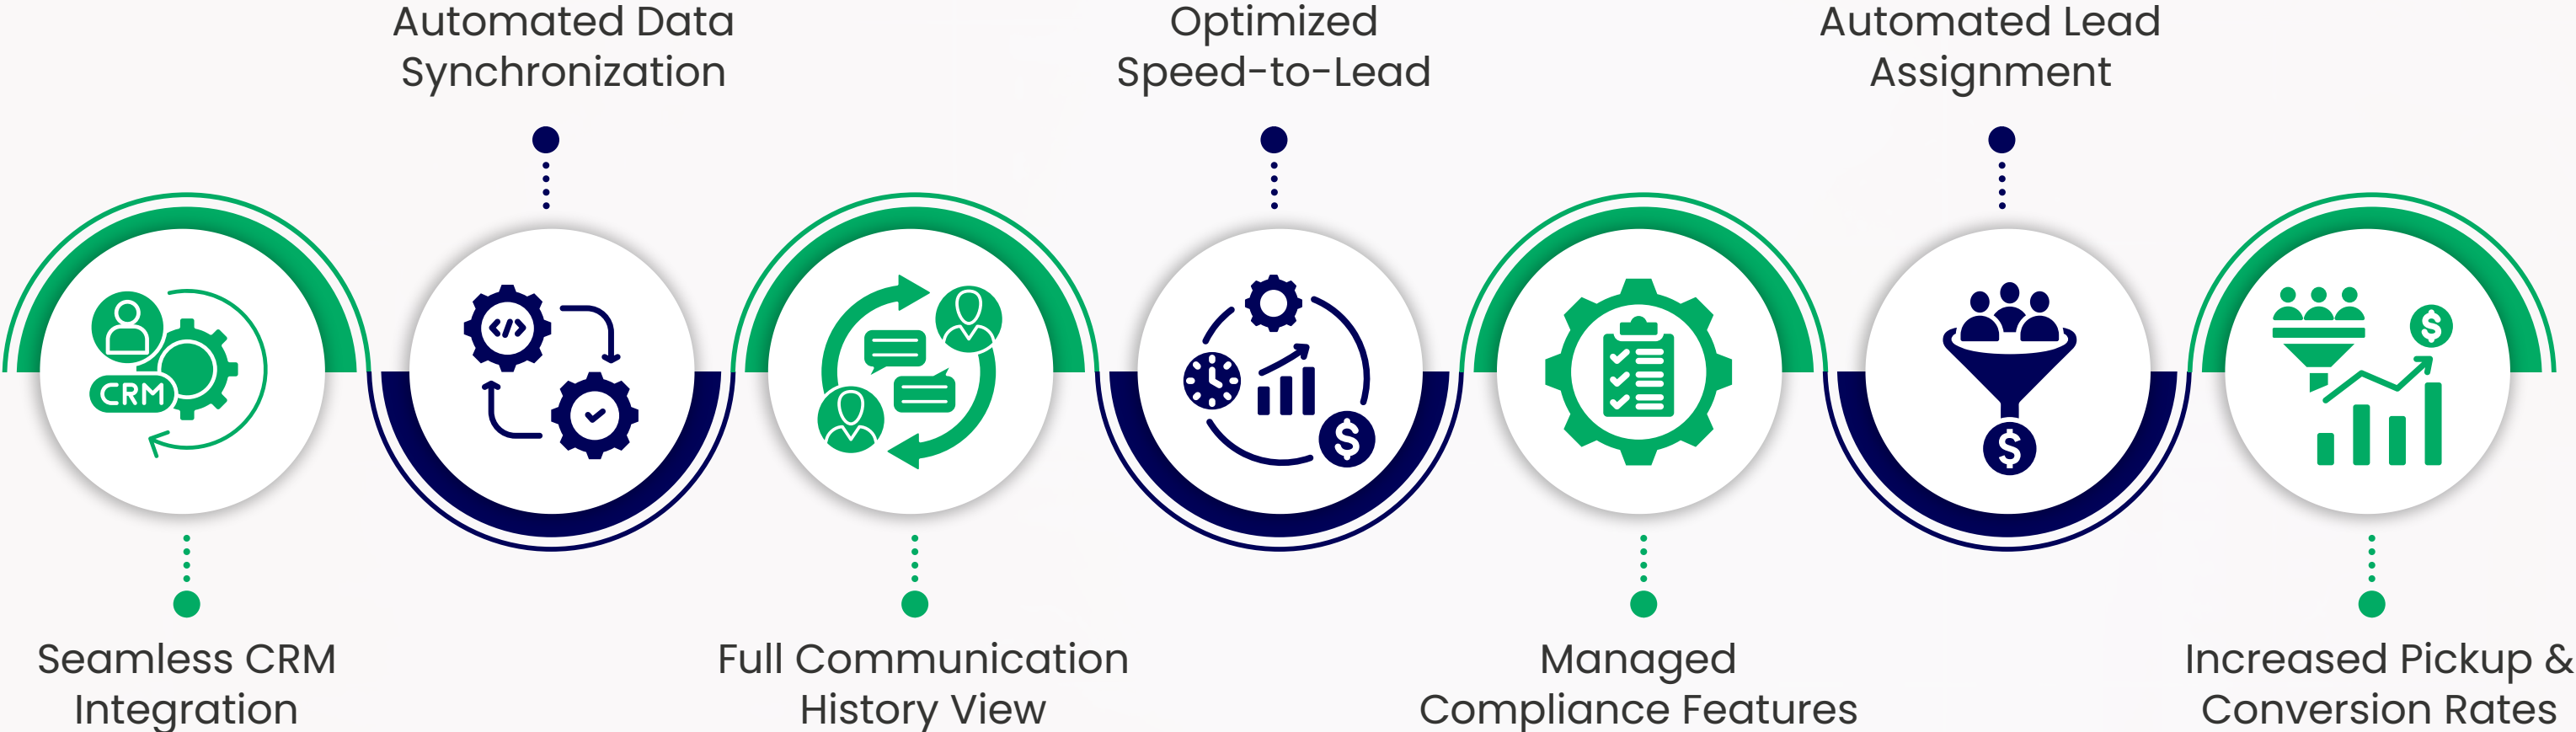 Automated Data
Synchronization
Optimized
Speed-to-Lead
Automated Lead
Assignment
CRM
</>
$
$
$
Seamless CRM
Integration
Full Communication
History View
Managed
Compliance Features
Increased Pickup &
Conversion Rates